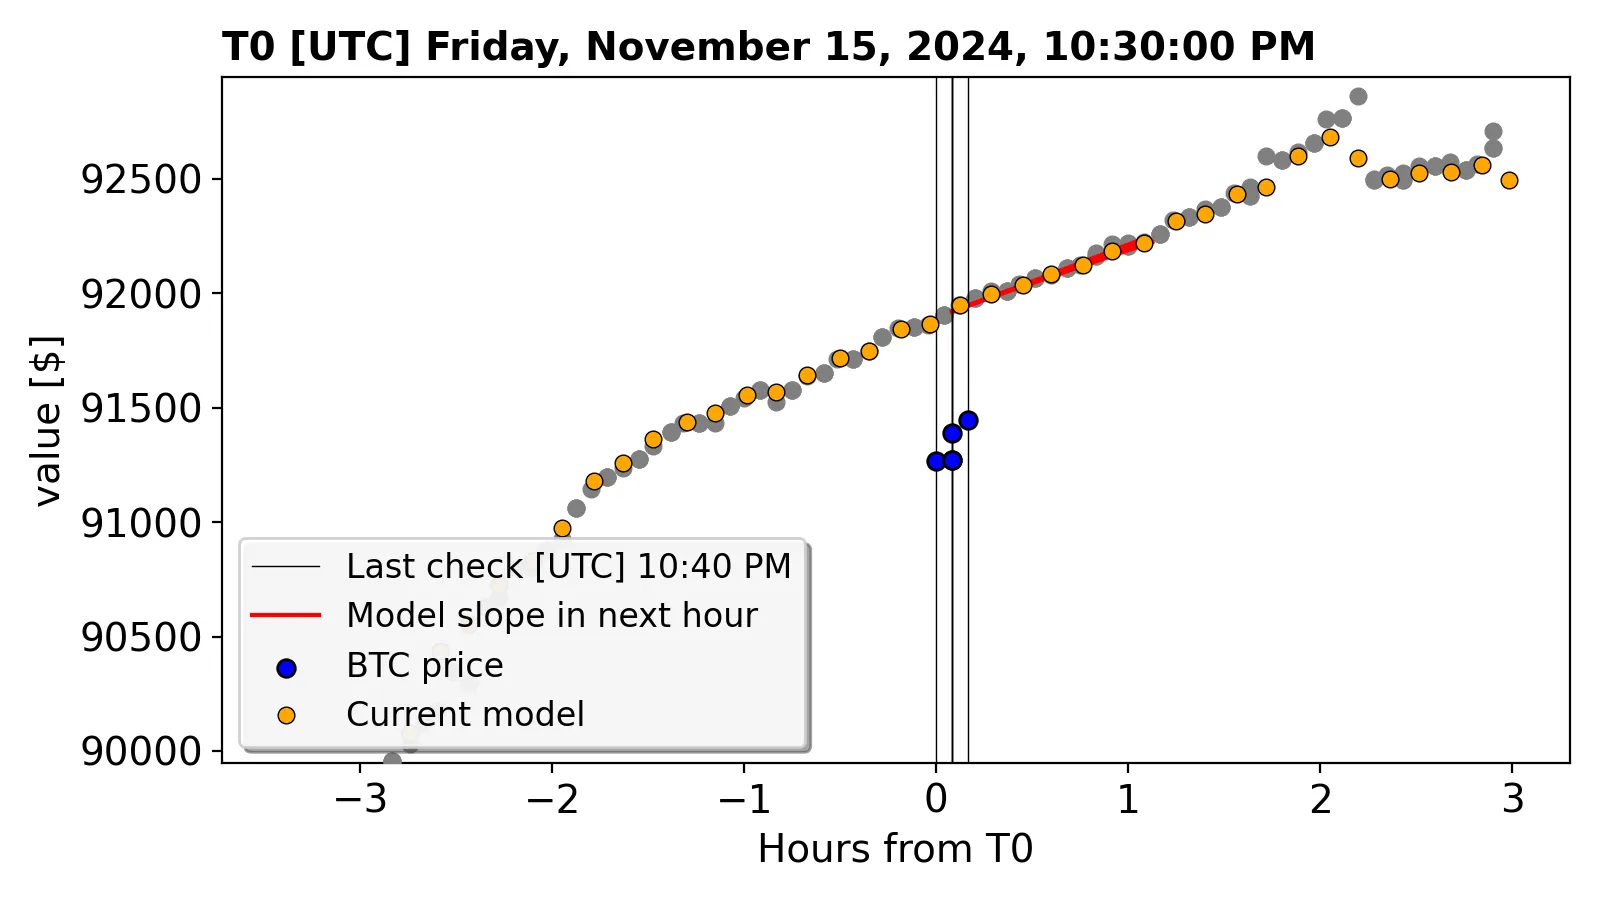 T0 [UTC] Friday, November 15, 2024, 10:30:00 PM
value [$]
92500
92000
91500
91000
90500
90000
Last check [UTC] 10:40 PM
Model slope in next hour
BTC price
Current model
−3 −2 −1 0 1 2 3
Hours from T0